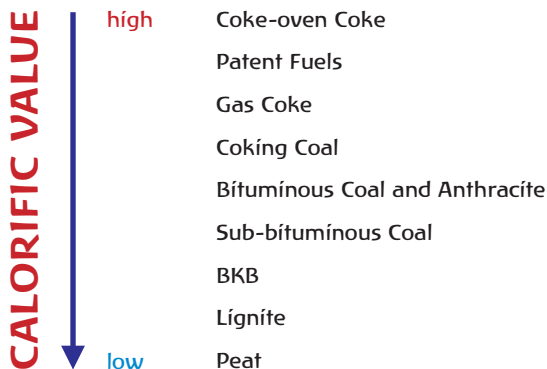 CALORIFIC VALUE
high
Coke-oven Coke
Patent Fuels
Gas Coke
Coking Coal
Bituminous Coal and Anthracite
Sub-bituminous Coal
BKB
Lignite
low
Peat